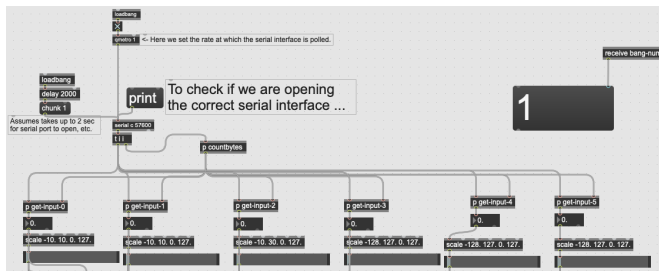 loadbang
qmetro 1
<- Here we set the rate at which the serial interface is polled.
receive bang-num
loadbang
delay 2000
chunk 1
print
To check if we are opening
the correct serial interface ...
1
Assumes takes up to 2 sec
for serial port to open, etc.
serial c 57600
t i i
p countbytes
p get-input-0
p get-input-1
p get-input-2
p get-input-3
p get-input-4
p get-input-5
0.
0.
0.
0.
0.
0.
scale -10. 10. 0. 127.
scale -10. 10. 0. 127.
scale -10. 30. 0. 127.
scale -128. 127. 0. 127.
scale -128. 127. 0. 127.
scale -128. 127. 0. 127.